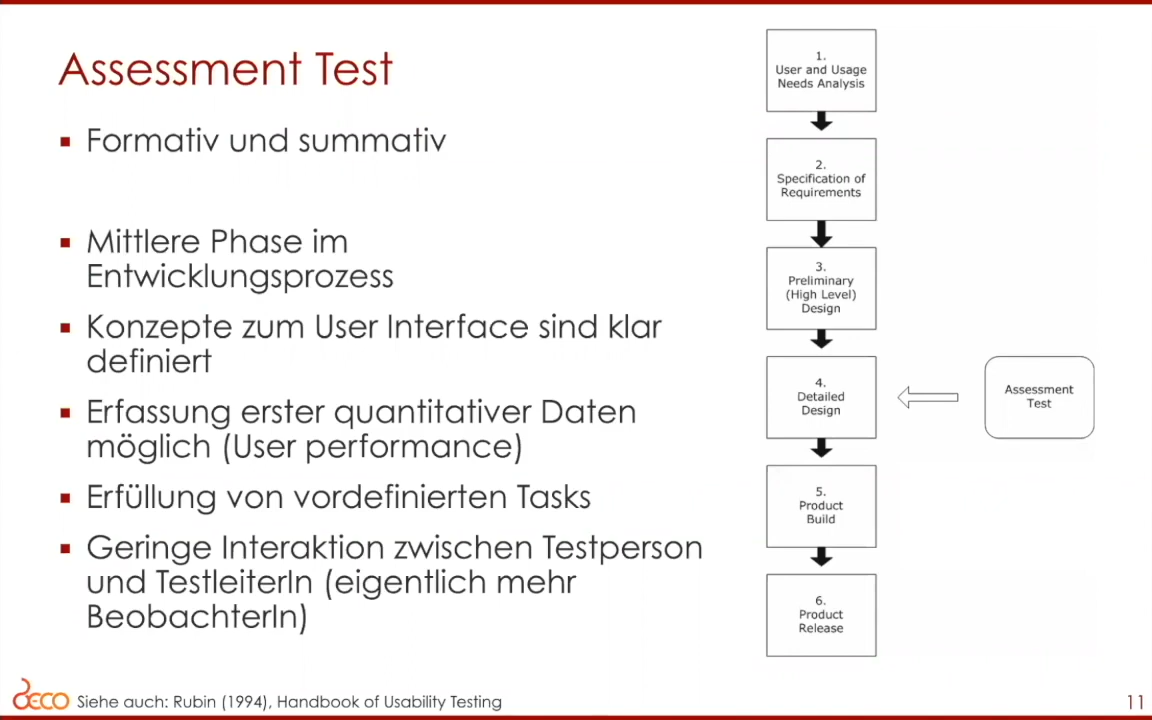 Assessment Test
▪ Formativ und summativ
▪ Mittlere Phase im
Entwicklungsprozess
▪ Konzepte zum User Interface sind klar
definiert
▪ Erfassung erster quantitativer Daten
möglich (User performance)
▪ Erfüllung von vordefinierten Tasks
▪ Geringe Interaktion zwischen Testperson
und TestleiterIn (eigentlich mehr
BeobachterIn)
1.
User and Usage
Needs Analysis
2.
Specification of
Requirements
3.
Preliminary
(High Level)
Design
4.
Detailed
Design
Assessment
Test
5.
Product
Build
6.
Product
Release
DECO Siehe auch: Rubin (1994), Handbook of Usability Testing
11